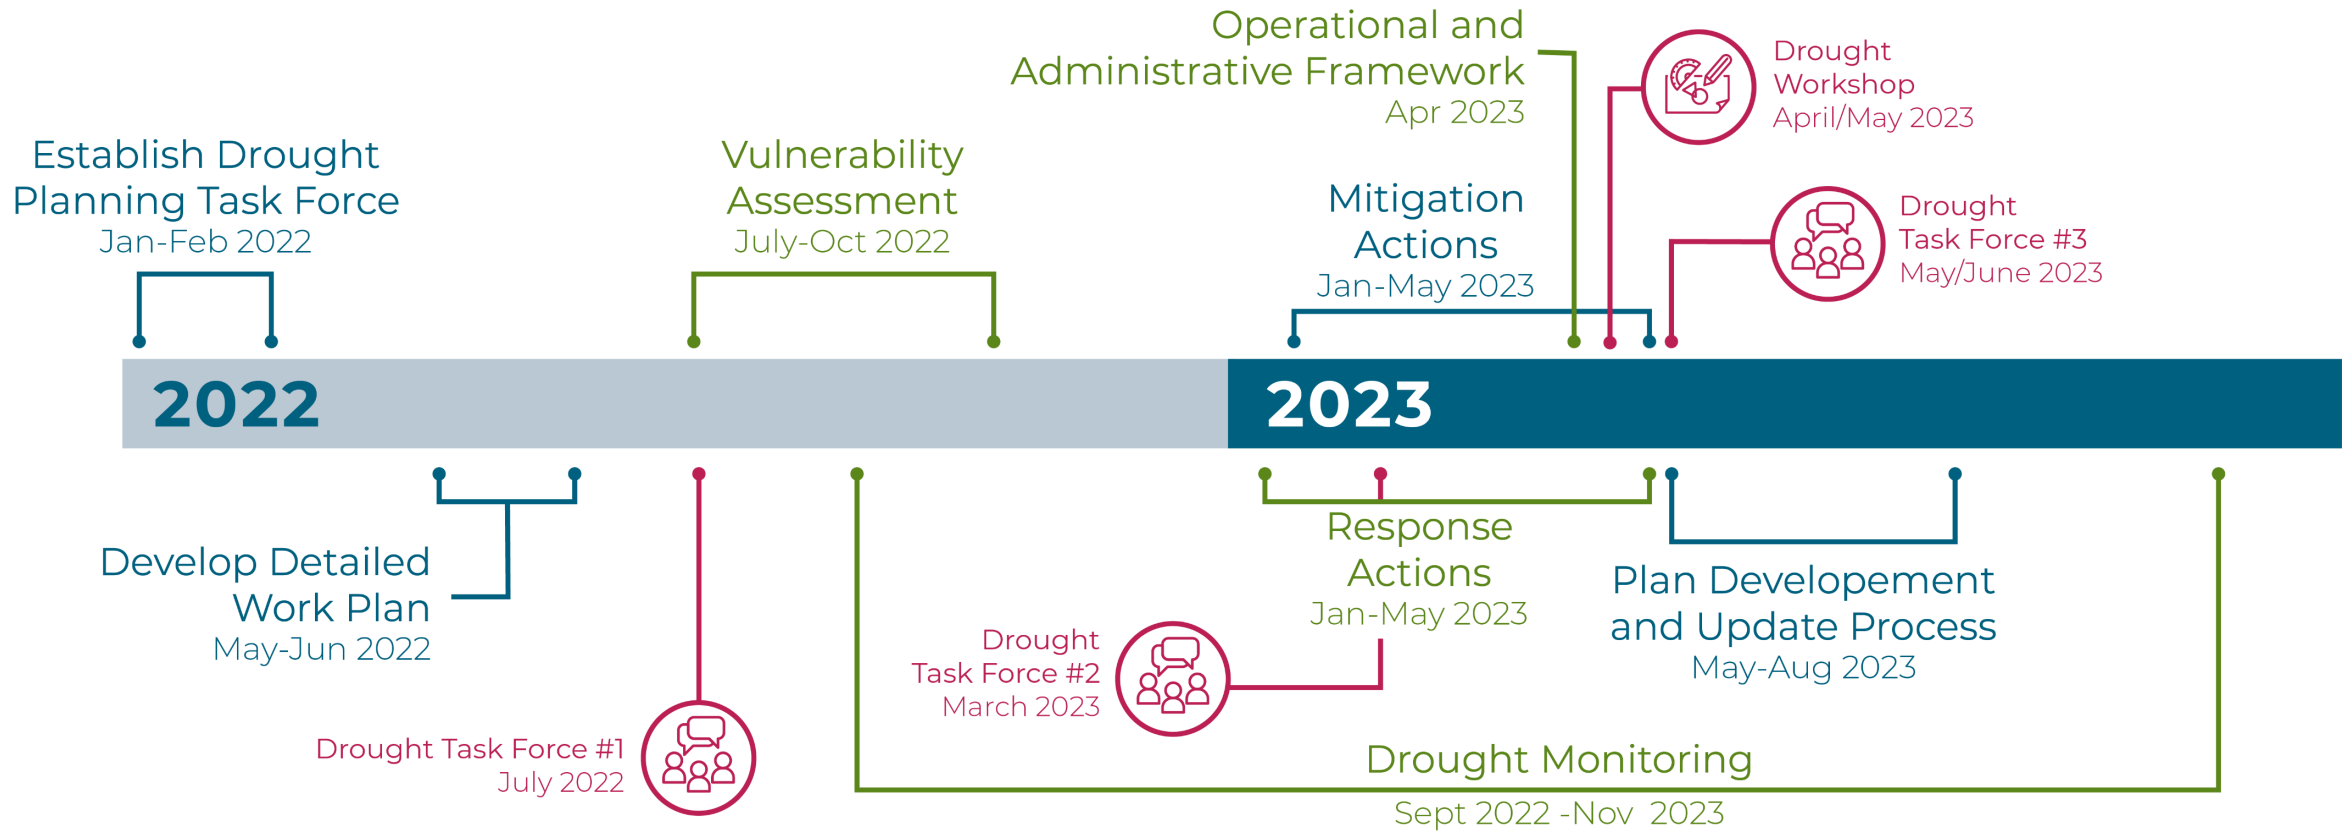 Operational and
Administrative Framework
Apr 2023
Drought
Workshop
April/May 2023
Establish Drought
Planning Task Force
Jan-Feb 2022
Vulnerability
Assessment
July-Oct 2022
Mitigation
Actions
Jan-May 2023
Drought
Task Force #3
May/June 2023
2022
2023
Develop Detailed
Work Plan
May-Jun 2022
Response
Actions
Jan-May 2023
Plan Developement
and Update Process
May-Aug 2023
Drought
Task Force #2
March 2023
Drought Task Force #1
July 2022
Drought Monitoring
Sept 2022 -Nov 2023